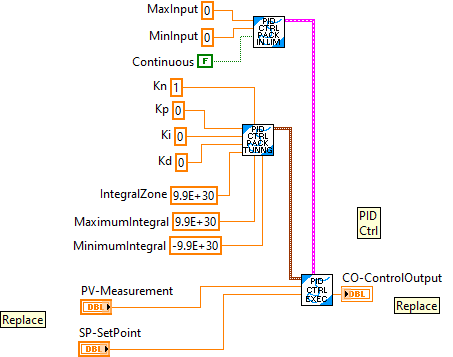 MaxInput 0
PID
CTRL
PACK
IN LIM
MinInput 0
Continuous F
Kn 1
Kp 0
Ki 0
Kd 0
PID
CTRL
PACK
TUNNG
IntegralZone 9.9E+30
MaximumIntegral 9.9E+30
MinimumIntegral -9.9E+30
PID
Ctrl
PID
CTRL
EXEC
PV-Measurement
DBL
CO-ControlOutput
DBL
Replace
Replace
SP-SetPoint
DBL